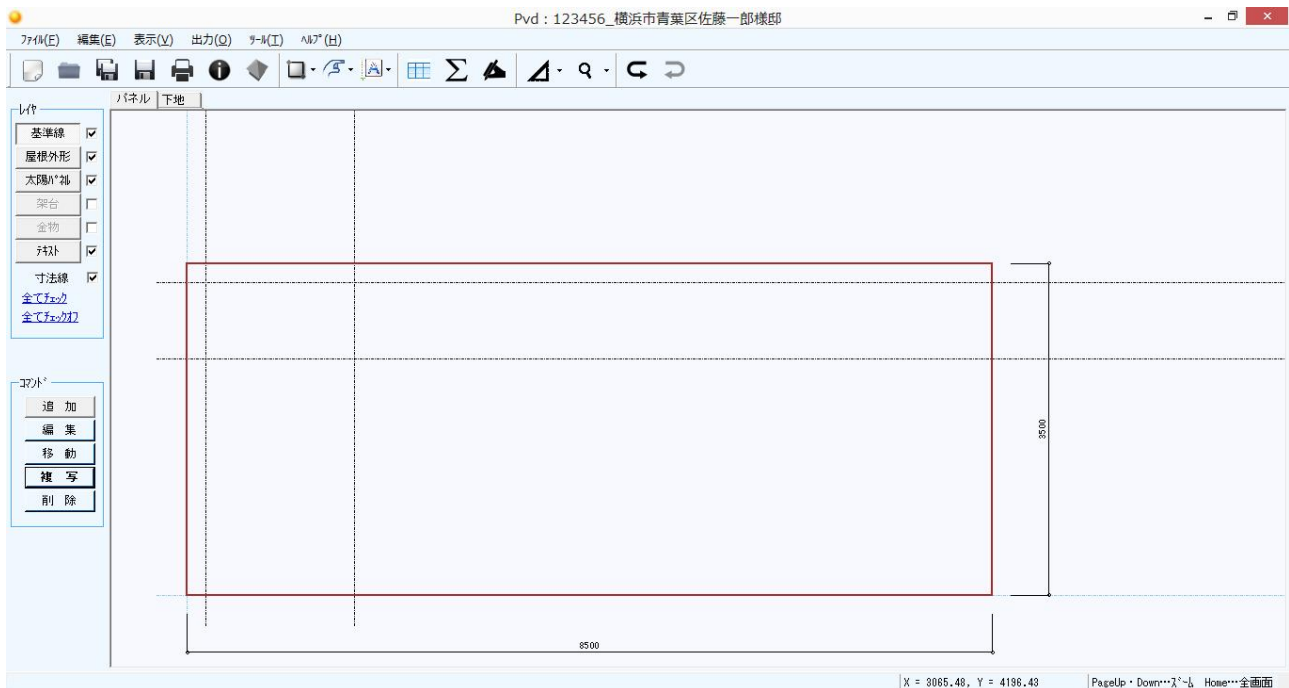 Pvd : 123456_横浜市青葉区佐藤一郎様邸
ﾌｧｲﾙ(F) 編集(E) 表示(V) 出力(O) ﾂｰﾙ(T) ﾍﾙﾌﾟ(H)
パネル 下地
ﾚｲﾔ
基準線
屋根外形
太陽ﾊﾟﾈﾙ
架台
金物
ﾃｷｽﾄ
寸法線
全てﾁｪｯｸ
全てﾁｪｯｸｵﾌ
ｺﾏﾝﾄﾞ
追 加
編 集
移 動
複 写
削 除
3500
8500
X = 3065.48, Y = 4196.43 PageUp・Down…ｽﾞｰﾑ Home…全画面